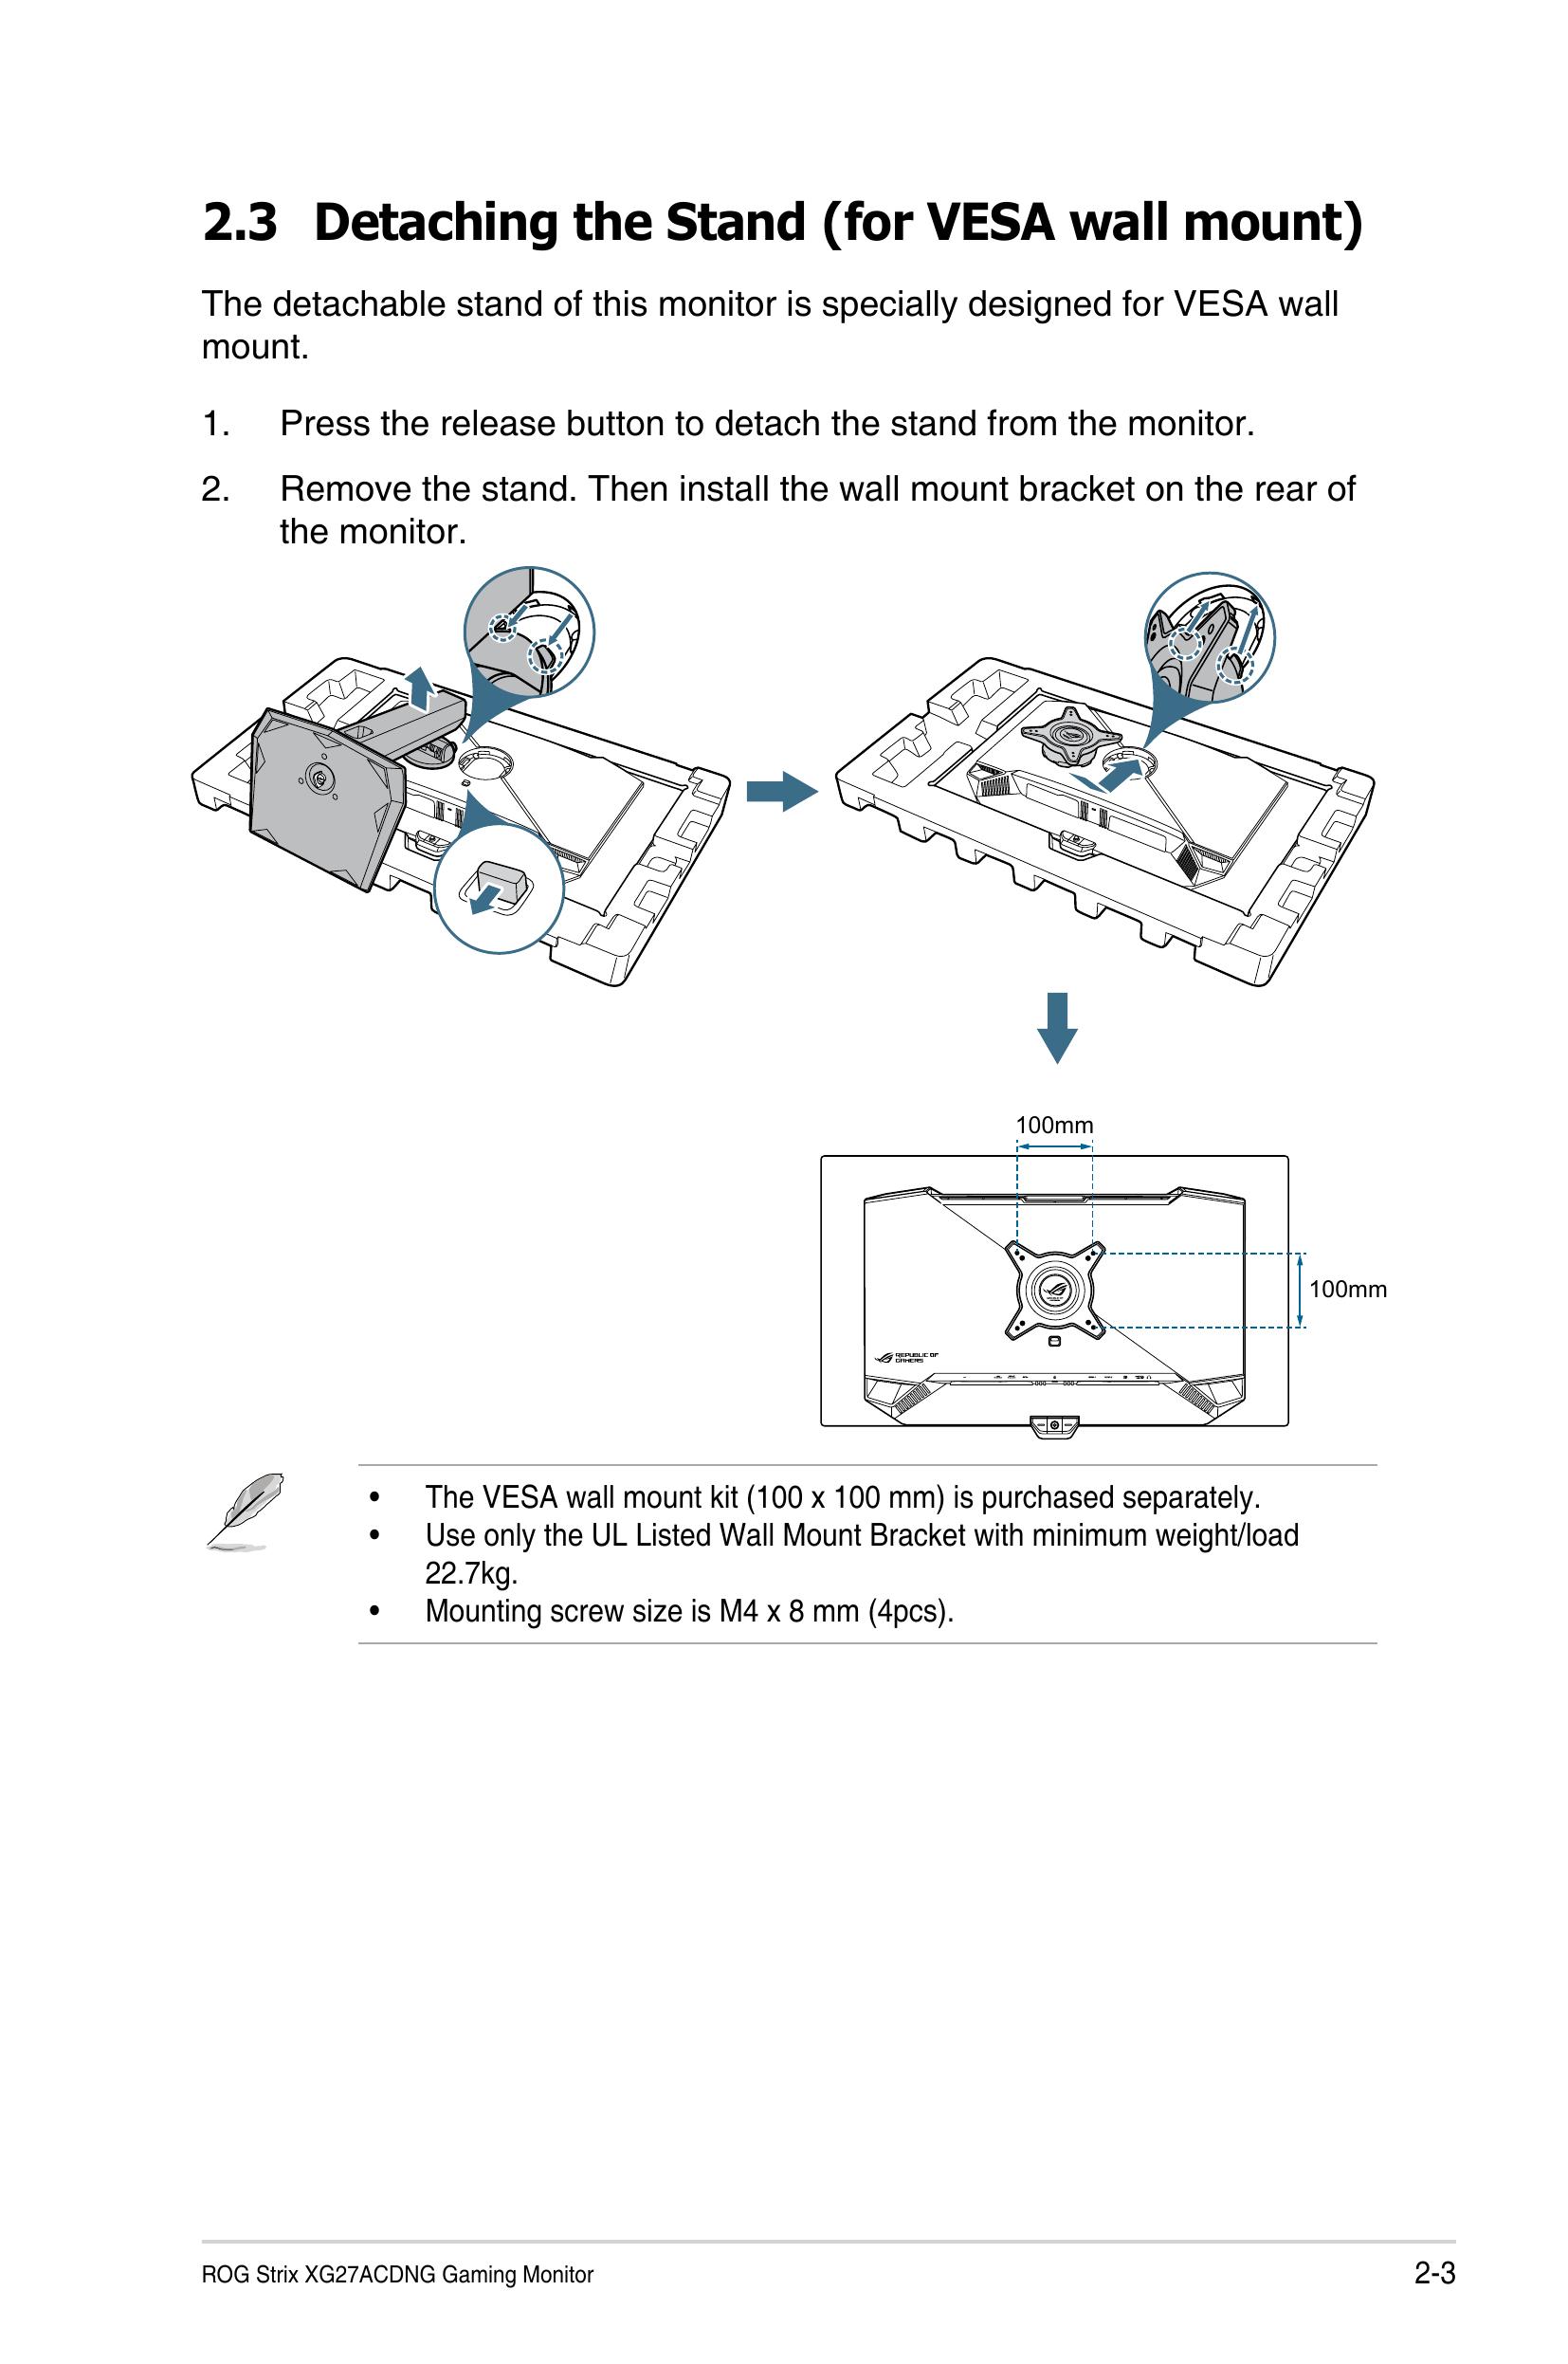 2.3 Detaching the Stand (for VESA wall mount)
The detachable stand of this monitor is specially designed for VESA wall
mount.
1. Press the release button to detach the stand from the monitor.
2. Remove the stand. Then install the wall mount bracket on the rear of
the monitor.
100mm
100mm
REPUBLIC OF
GAMERS
• The VESA wall mount kit (100 x 100 mm) is purchased separately.
• Use only the UL Listed Wall Mount Bracket with minimum weight/load
22.7kg.
• Mounting screw size is M4 x 8 mm (4pcs).
ROG Strix XG27ACDNG Gaming Monitor
2-3